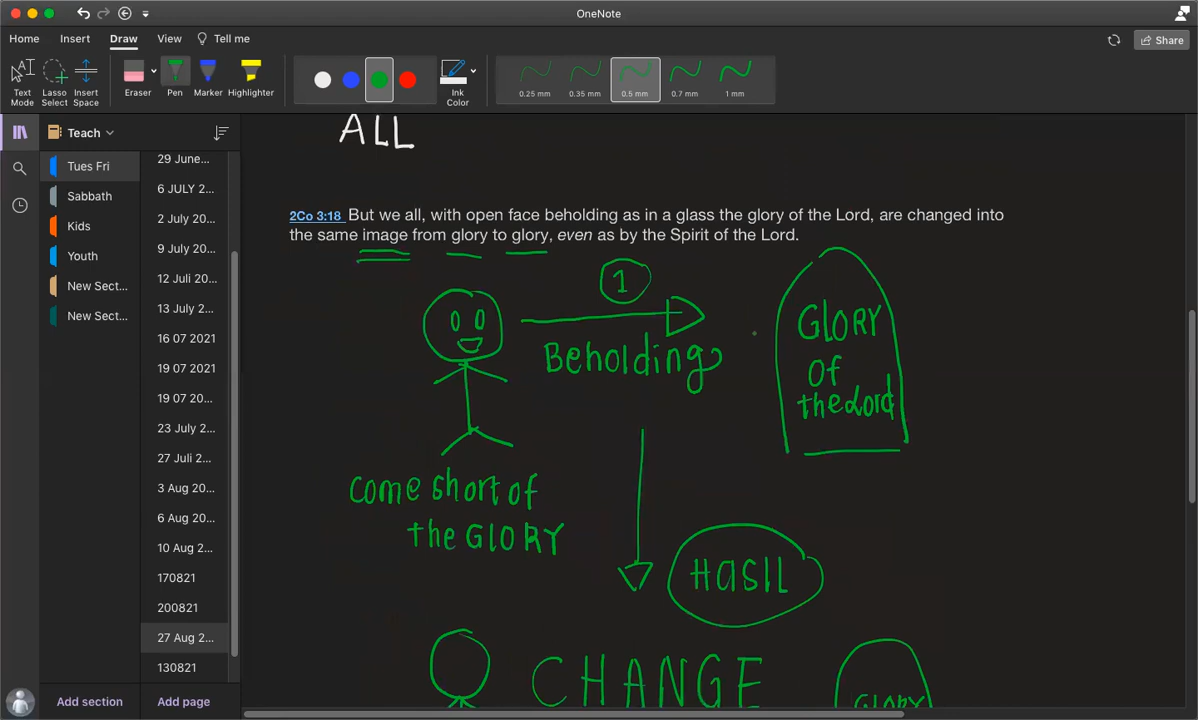 OneNote
Home Insert Draw View Tell me
Share
Text Mode
Lasso Select
Insert Space
Eraser
Pen
Marker
Highlighter
Ink Color
0.25 mm 0.35 mm 0.5 mm 0.7 mm 1 mm
Teach
Tues Fri
Sabbath
Kids
Youth
New Sect...
New Sect...
29 June...
6 JULY 2...
2 July 20...
9 July 20...
12 Juli 20...
13 July 2...
16 07 2021
19 07 2021
19 07 2021
23 July 2...
27 Juli 2...
3 Aug 20...
6 Aug 20...
10 Aug 2...
170821
200821
27 Aug 2...
130821
Add section
Add page
ALL
2Co 3:18 But we all, with open face beholding as in a glass the glory of the Lord, are changed into
the same image from glory to glory, even as by the Spirit of the Lord.
1
Beholding
GLORY
Of
the Lord
Come short of
the GLORY
HASIL
CHANGE
GLORY